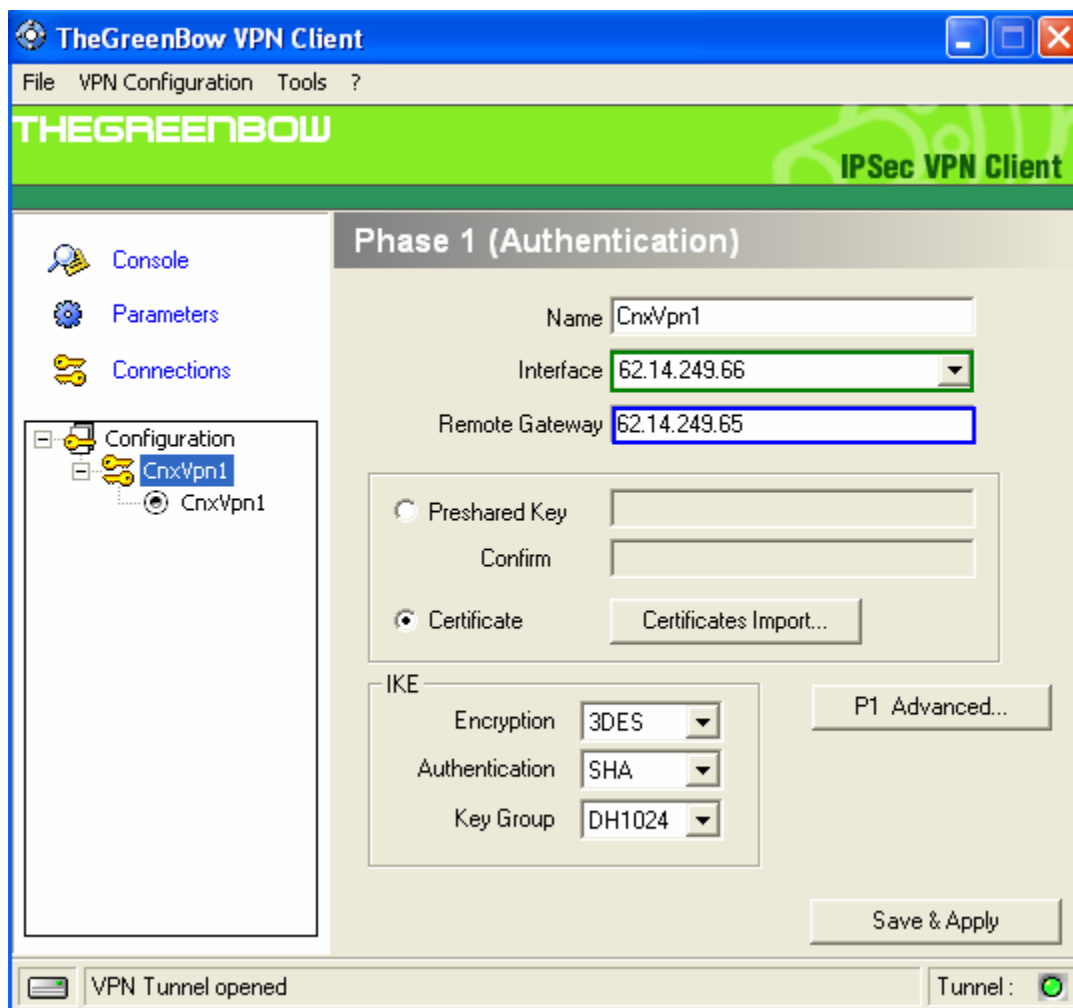 TheGreenBow VPN Client
File VPN Configuration Tools ?
THEGREENBOW
IPSec VPN Client
Console
Parameters
Connections
Configuration
CnxVpn1
CnxVpn1
Phase 1 (Authentication)
Name CnxVpn1
Interface 62.14.249.66
Remote Gateway 62.14.249.65
Preshared Key
Confirm
Certificate Certificates Import...
IKE
Encryption 3DES
Authentication SHA
Key Group DH1024
P1 Advanced...
Save & Apply
VPN Tunnel opened Tunnel :